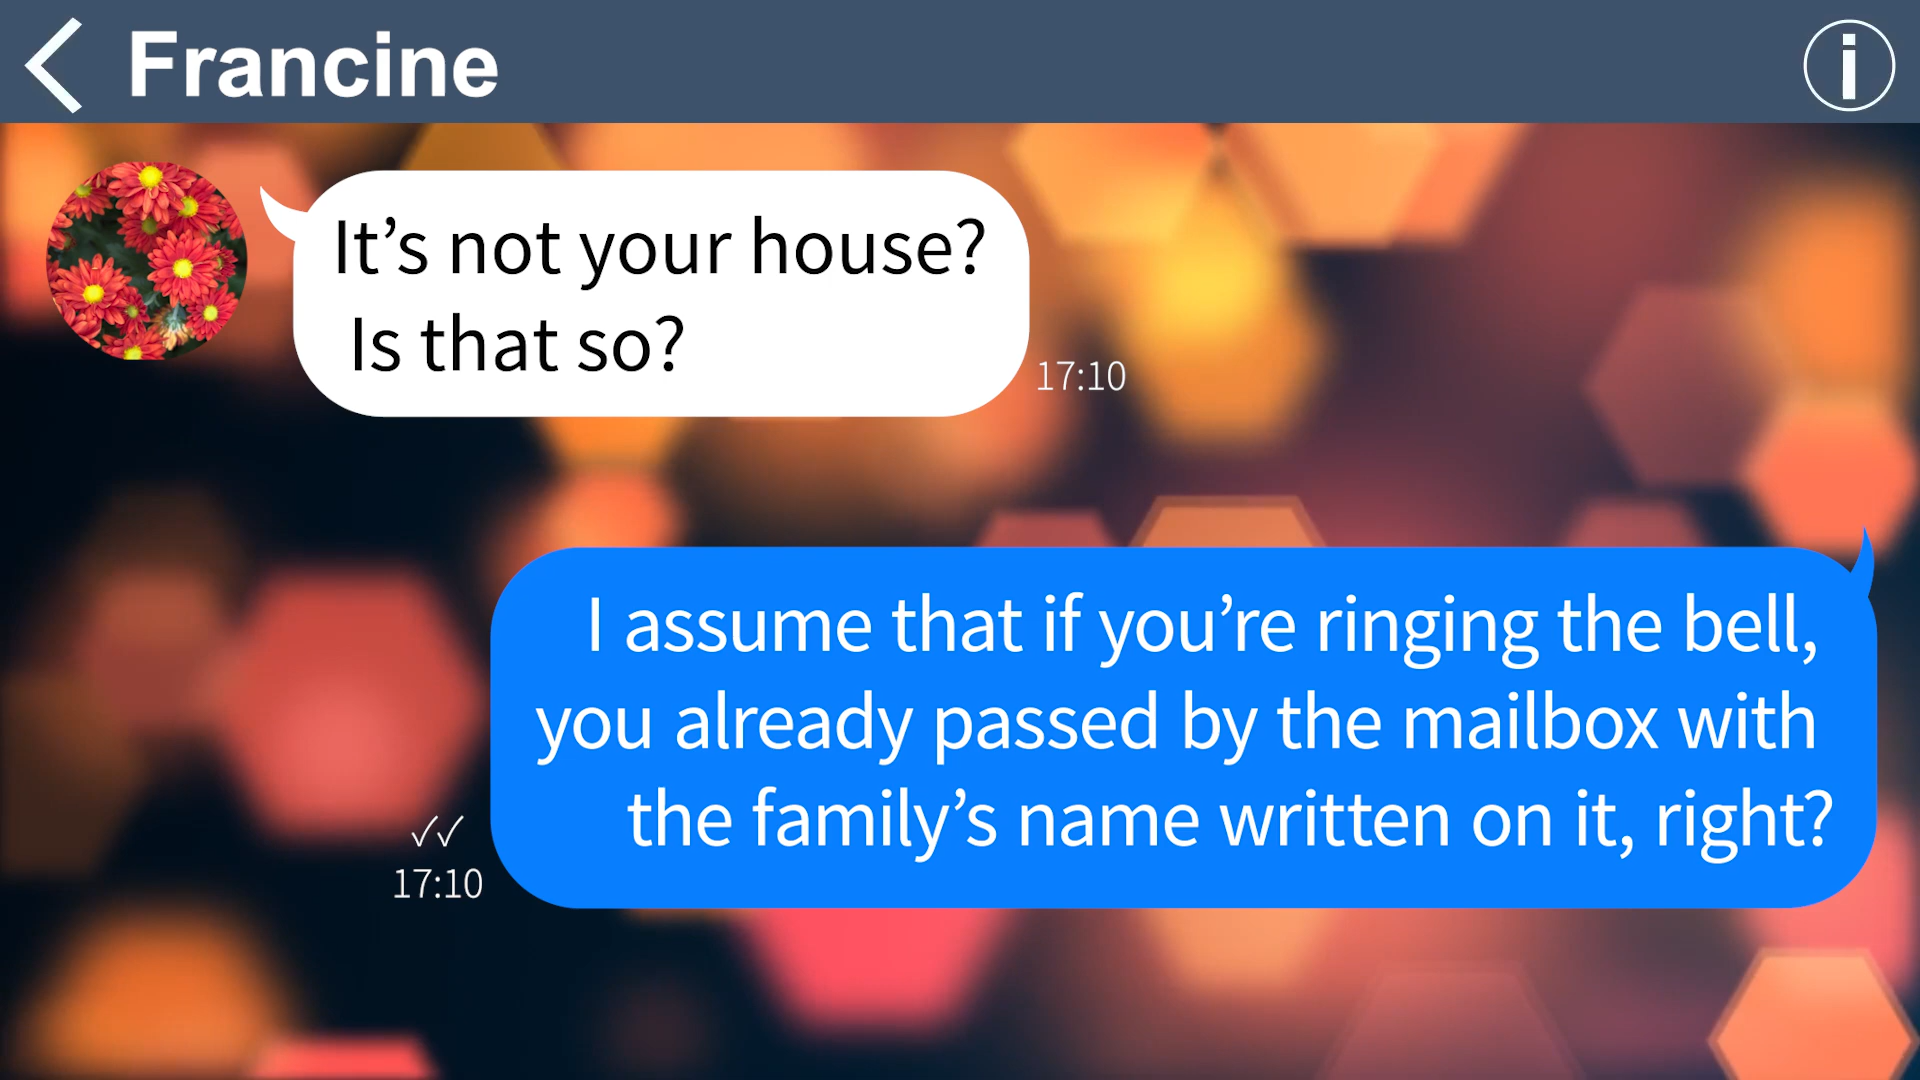 Francine
It’s not your house?
Is that so?
17:10
I assume that if you’re ringing the bell,
you already passed by the mailbox with
the family’s name written on it, right?
17:10